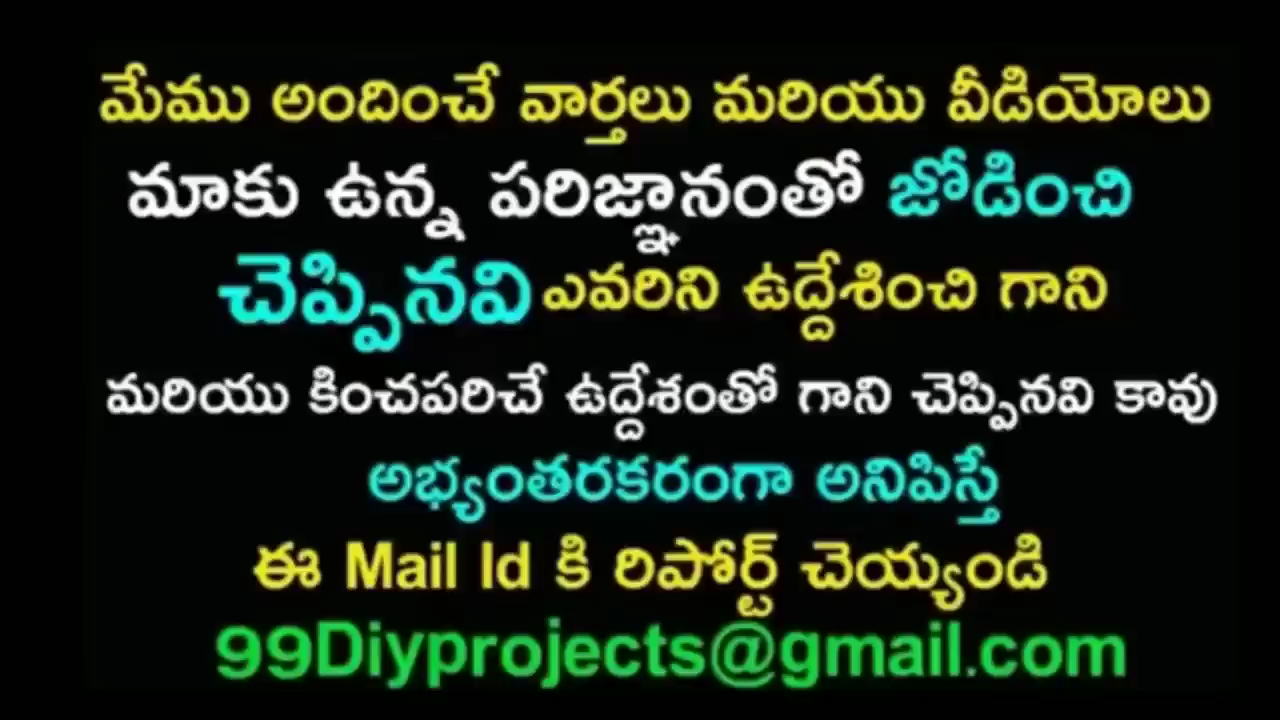 మేము అందించే వార్తలు మరియు వీడియోలు
మాకు ఉన్న పరిజ్ఞానంతో జోడించి
చెప్పినవి ఎవరిని ఉద్దేశించి గాని
మరియు కించపరిచే ఉద్దేశంతో గాని చెప్పినవి కావు
అభ్యంతరకరంగా అనిపిస్తే
ఈ Mail Id కి రిపోర్ట్ చెయ్యండి
99Diyprojects@gmail.com